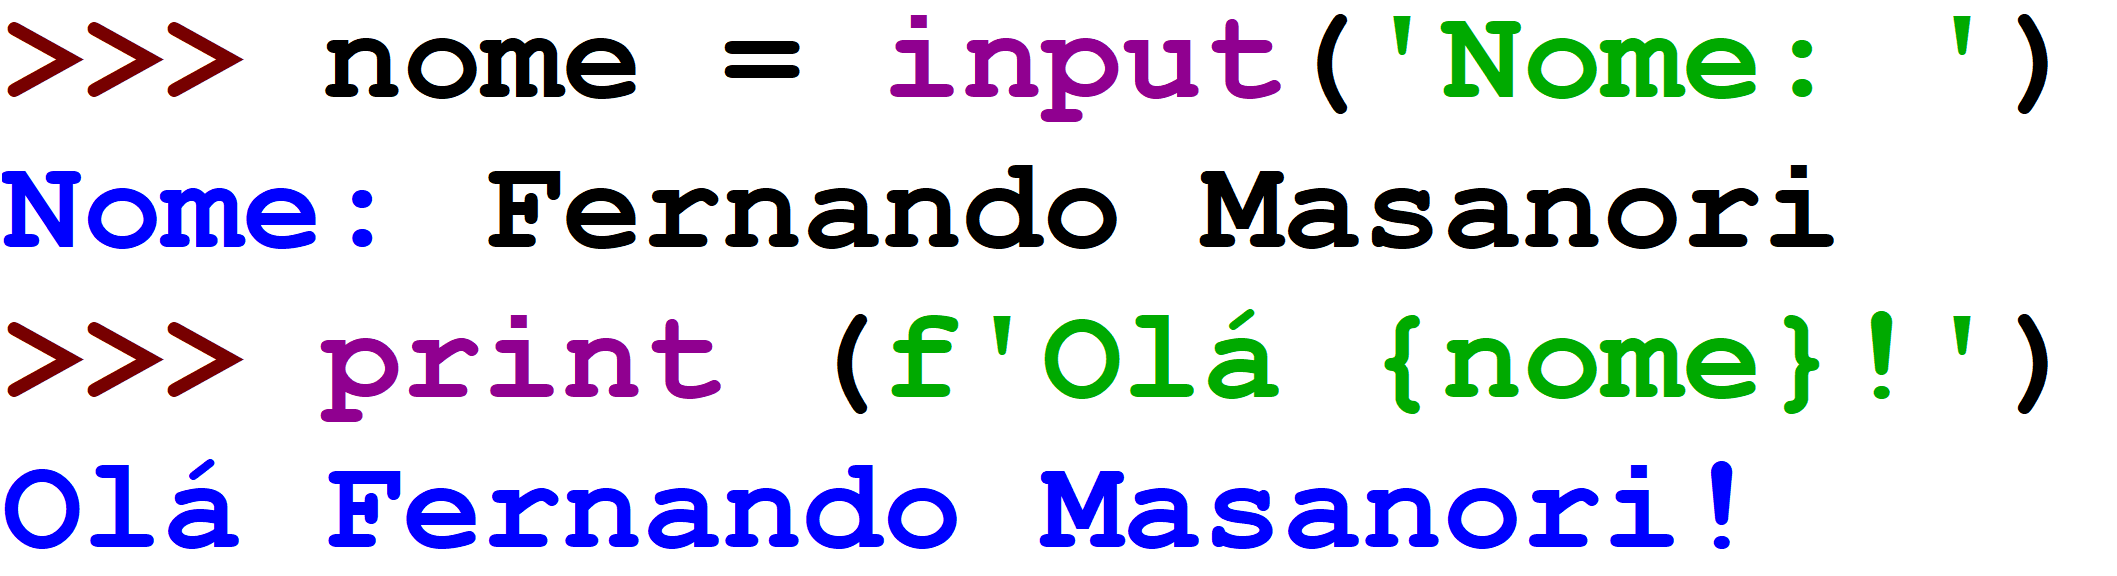 >>> nome = input('Nome: ')
Nome: Fernando Masanori
>>> print (f'Olá {nome}!')
Olá Fernando Masanori!